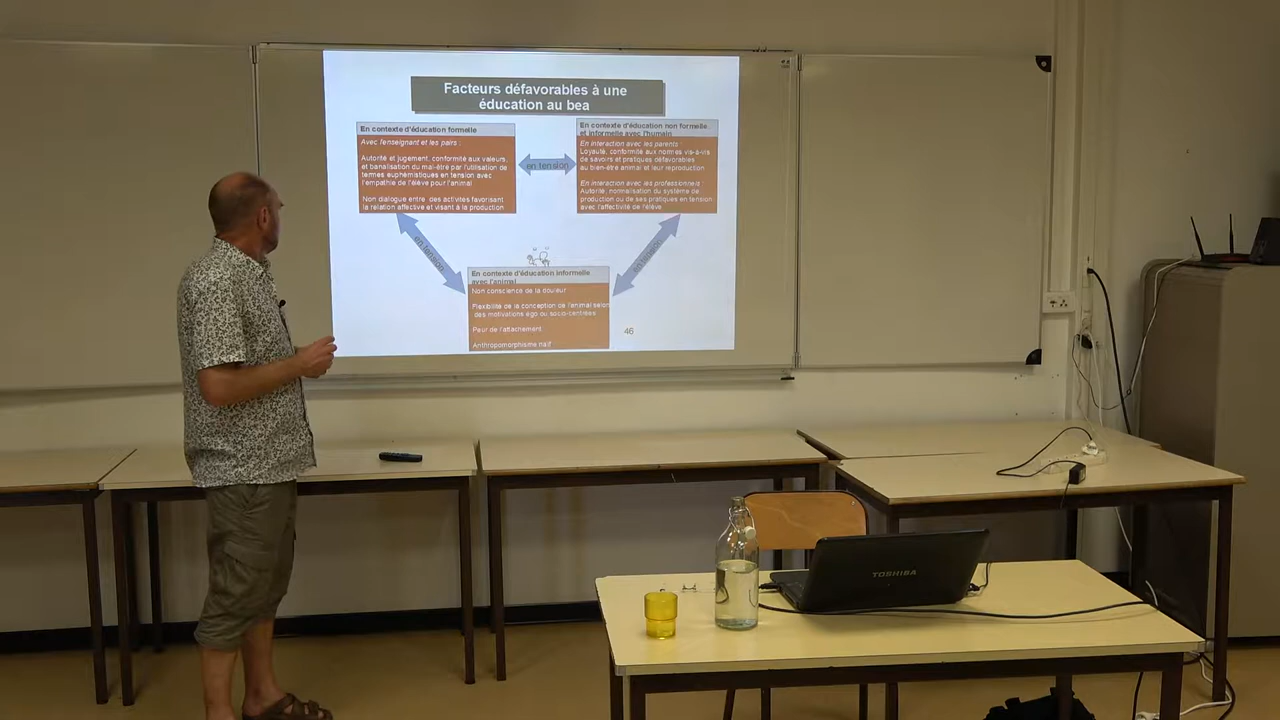 Facteurs défavorables à une
éducation au bea
En contexte d'éducation formelle
Avec l'enseignant et les pairs :
Autorité et jugement, conformité aux valeurs,
et banalisation du mal-être par l'utilisation de
termes euphémistiques en tension avec
l'empathie de l'élève pour l'animal
Non dialogue entre des activités favorisant
la relation affective et visant à la production
en tension
En contexte d'éducation non formelle
et informelle avec l'humain
En interaction avec les parents :
Loyauté, conformité aux normes vis-à-vis
de savoirs et pratiques défavorables
au bien-être animal et leur reproduction
En interaction avec les professionnels :
Autorité, normalisation du système de
production ou de ses pratiques en tension
avec l'affectivité de l'élève
en tension
en tension
En contexte d'éducation informelle
avec l'animal
Non conscience de la douleur
Flexibilité de la conception de l'animal selon
des motivations égo ou socio-centrées
Peur de l'attachement
Anthropomorphisme naïf
46
TOSHIBA